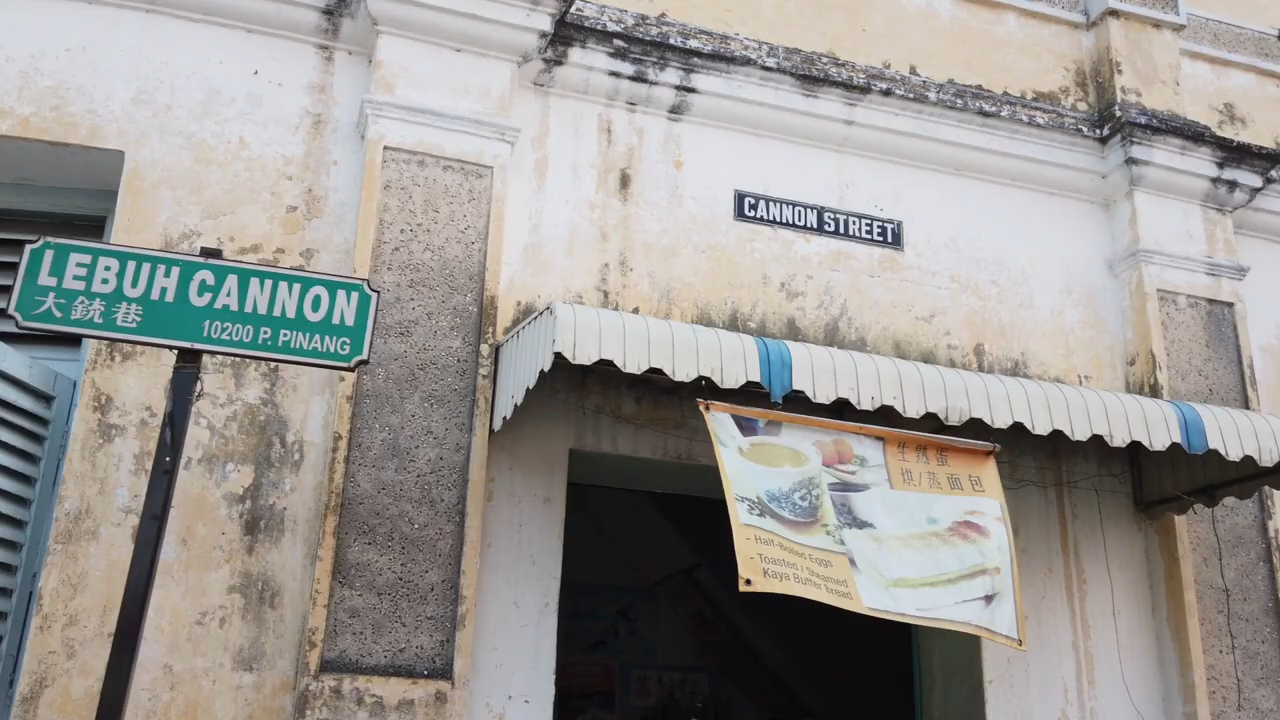 LEBUH CANNON
大銃巷
10200 P. PINANG
CANNON STREET
生熟蛋
烘/蒸面包
- Half-Boiled Eggs
- Toasted / Steamed
Kaya Butter Bread